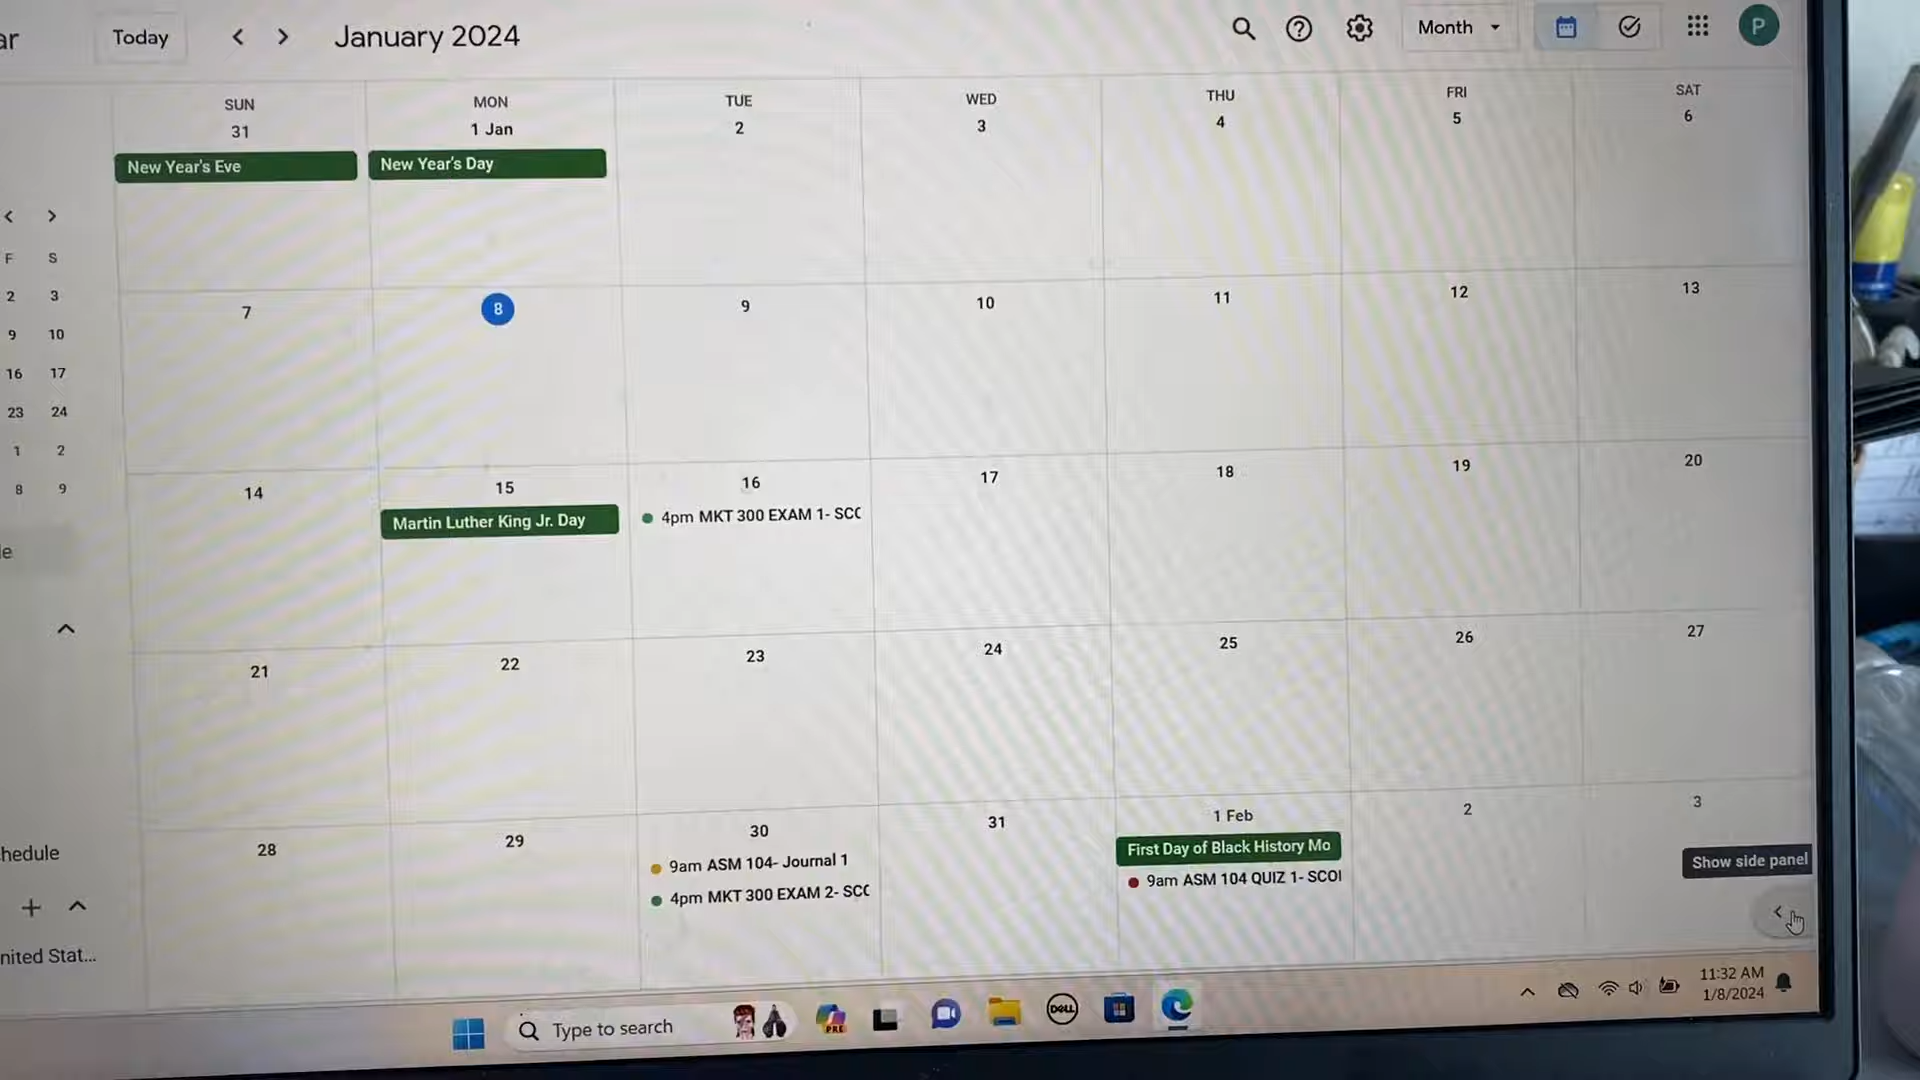 ar
Today
January 2024
Month
P
SUN MON TUE WED THU FRI SAT
31 1 Jan 2 3 4 5 6
New Year's Eve New Year's Day
F S
2 3
9 10
16 17
23 24
1 2
8 9
7 8 9 10 11 12 13
14 15 16 17 18 19 20
Martin Luther King Jr. Day 4pm MKT 300 EXAM 1- SCO
le
21 22 23 24 25 26 27
28 29 30 31 1 Feb 2 3
9am ASM 104- Journal 1 First Day of Black History Mo
4pm MKT 300 EXAM 2- SCO 9am ASM 104 QUIZ 1- SCOI
Show side panel
hedule
nited Stat...
Type to search
PRE
DELL
11:32 AM
1/8/2024